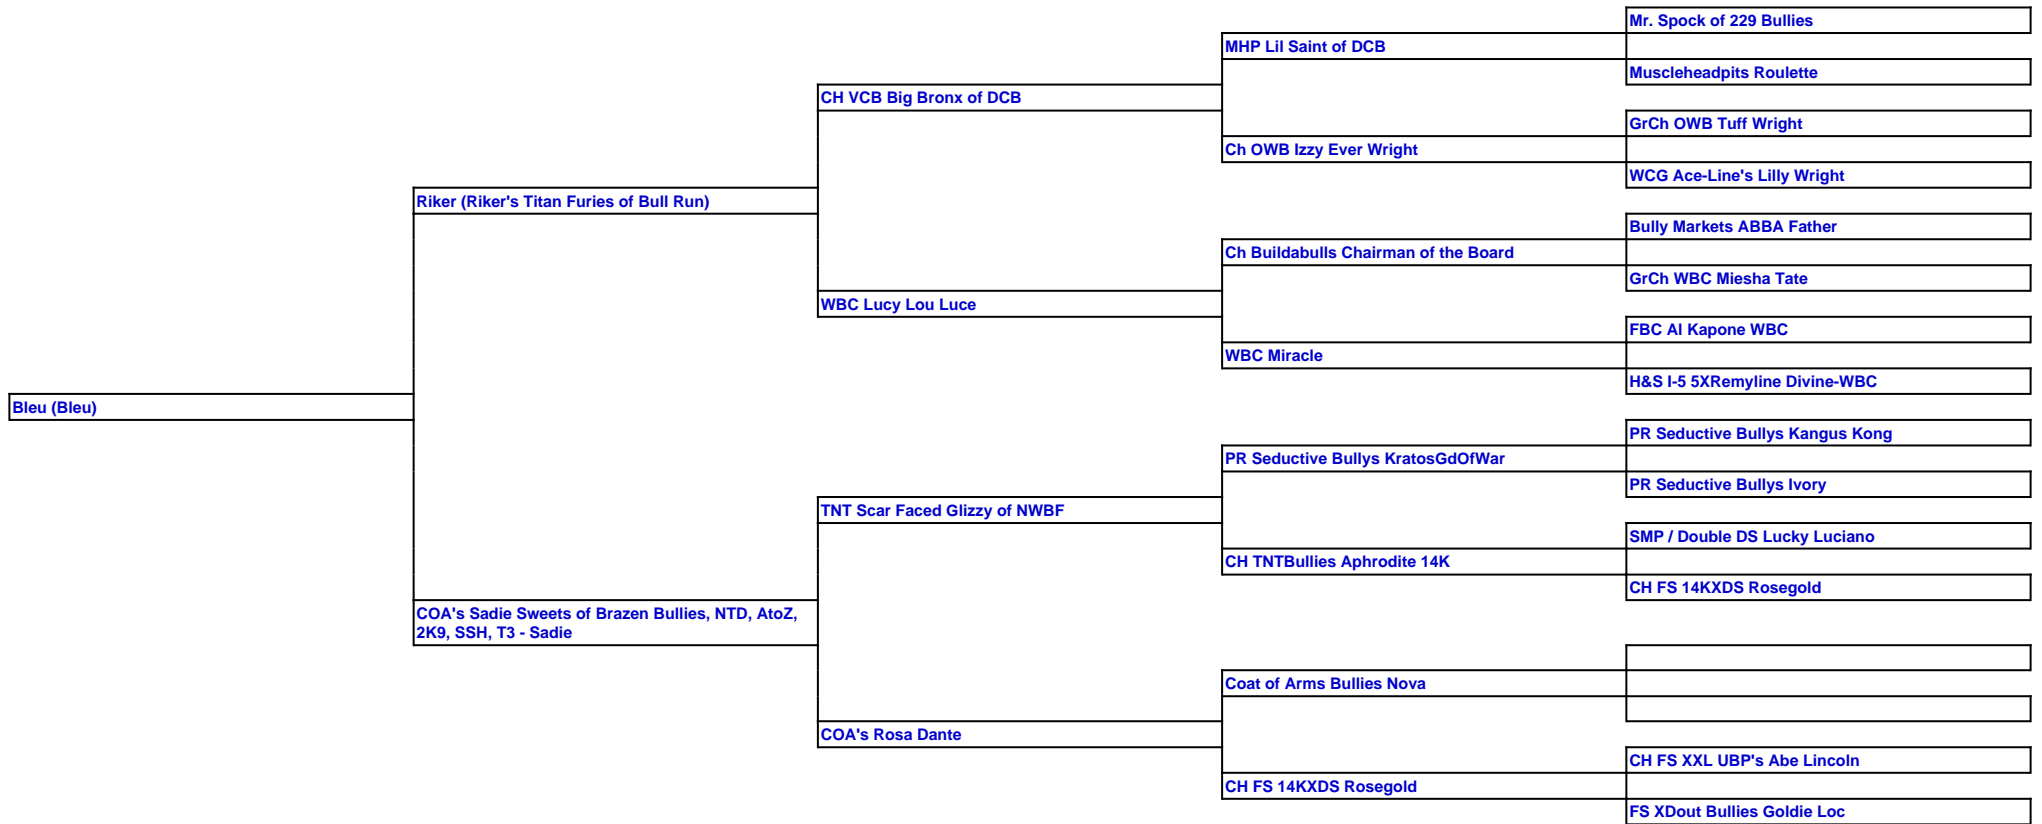 Mr. Spock of 229 Bullies
MHP Lil Saint of DCB
Muscleheadpits Roulette
CH VCB Big Bronx of DCB
GrCh OWB Tuff Wright
Ch OWB Izzy Ever Wright
WCG Ace-Line's Lilly Wright
Riker (Riker's Titan Furies of Bull Run)
Bully Markets ABBA Father
Ch Buildabulls Chairman of the Board
GrCh WBC Miesha Tate
WBC Lucy Lou Luce
FBC Al Kapone WBC
WBC Miracle
H&S I-5 5XRemyline Divine-WBC
Bleu (Bleu)
PR Seductive Bullys Kangus Kong
PR Seductive Bullys KratosGdOfWar
PR Seductive Bullys Ivory
TNT Scar Faced Glizzy of NWBF
SMP / Double DS Lucky Luciano
CH TNTBullies Aphrodite 14K
CH FS 14KXDS Rosegold
COA's Sadie Sweets of Brazen Bullies, NTD, AtoZ,
2K9, SSH, T3 - Sadie
Coat of Arms Bullies Nova
COA's Rosa Dante
CH FS XXL UBP's Abe Lincoln
CH FS 14KXDS Rosegold
FS XDout Bullies Goldie Loc